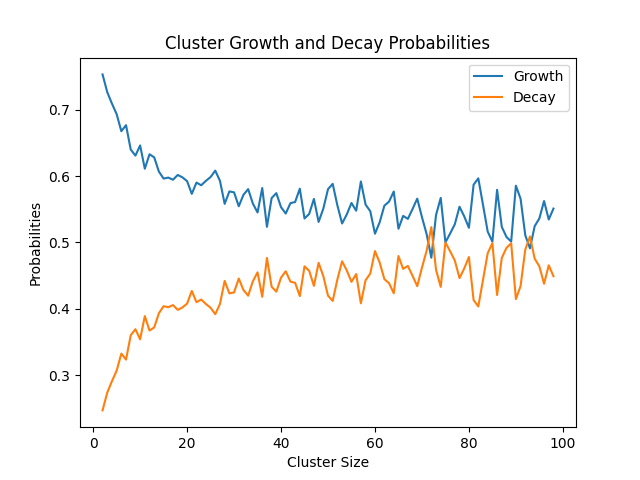 Cluster Growth and Decay Probabilities
Growth
Decay
Probabilities
0.7
0.6
0.5
0.4
0.3
0
20
40
60
80
100
Cluster Size